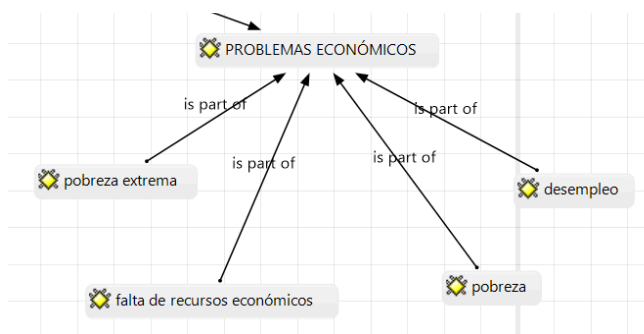 PROBLEMAS ECONÓMICOS
is part of
is part of
is part of
is part of
pobreza extrema
desempleo
falta de recursos económicos
pobreza